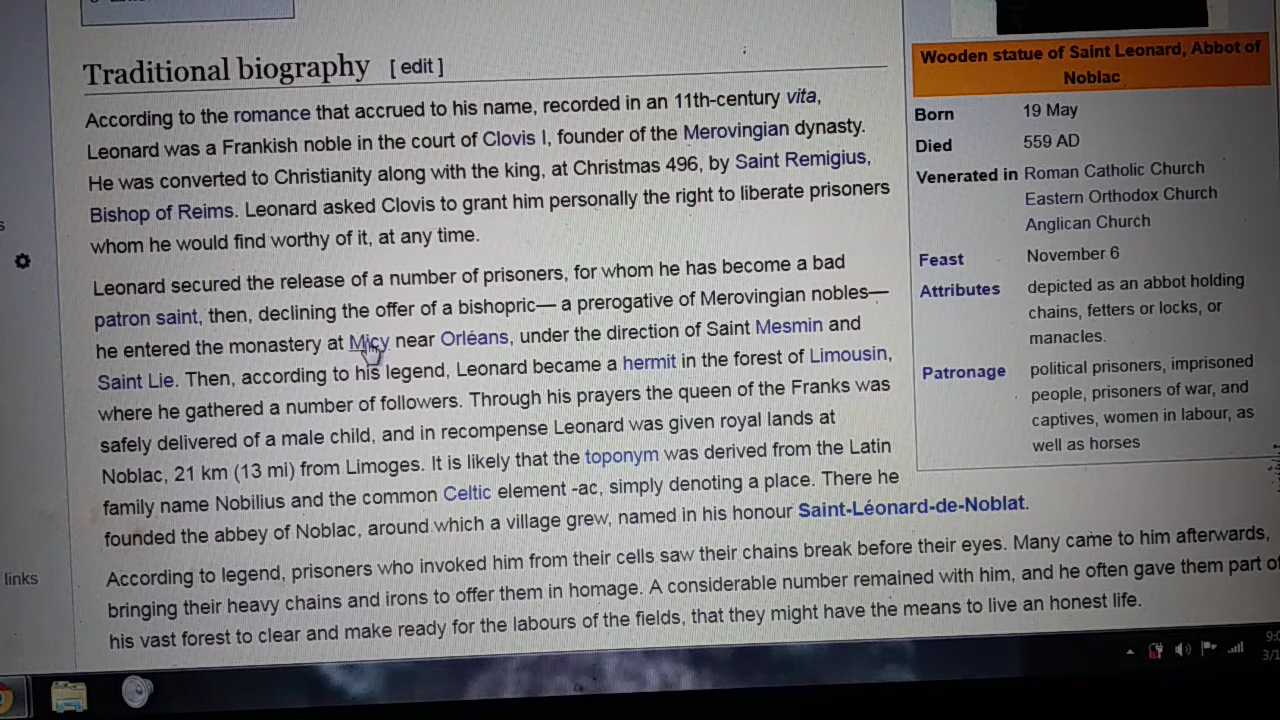 Traditional biography [ edit ]
According to the romance that accrued to his name, recorded in an 11th-century vita,
Leonard was a Frankish noble in the court of Clovis I, founder of the Merovingian dynasty.
He was converted to Christianity along with the king, at Christmas 496, by Saint Remigius,
Bishop of Reims. Leonard asked Clovis to grant him personally the right to liberate prisoners
whom he would find worthy of it, at any time.
Leonard secured the release of a number of prisoners, for whom he has become a bad
patron saint, then, declining the offer of a bishopric— a prerogative of Merovingian nobles—
he entered the monastery at Micy near Orléans, under the direction of Saint Mesmin and
Saint Lie. Then, according to his legend, Leonard became a hermit in the forest of Limousin,
where he gathered a number of followers. Through his prayers the queen of the Franks was
safely delivered of a male child, and in recompense Leonard was given royal lands at
Noblac, 21 km (13 mi) from Limoges. It is likely that the toponym was derived from the Latin
family name Nobilius and the common Celtic element -ac, simply denoting a place. There he
founded the abbey of Noblac, around which a village grew, named in his honour Saint-Léonard-de-Noblat.
According to legend, prisoners who invoked him from their cells saw their chains break before their eyes. Many came to him afterwards,
bringing their heavy chains and irons to offer them in homage. A considerable number remained with him, and he often gave them part of
his vast forest to clear and make ready for the labours of the fields, that they might have the means to live an honest life.
Wooden statue of Saint Leonard, Abbot of
Noblac
Born 19 May
Died 559 AD
Venerated in Roman Catholic Church
Eastern Orthodox Church
Anglican Church
Feast November 6
Attributes depicted as an abbot holding
chains, fetters or locks, or
manacles.
Patronage political prisoners, imprisoned
people, prisoners of war, and
captives, women in labour, as
well as horses
links